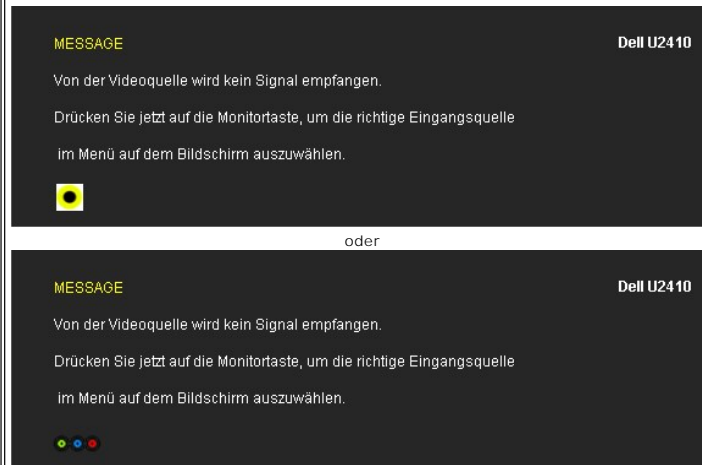 MESSAGE Dell U2410
Von der Videoquelle wird kein Signal empfangen.
Drücken Sie jetzt auf die Monitortaste, um die richtige Eingangsquelle
im Menü auf dem Bildschirm auszuwählen.
oder
MESSAGE Dell U2410
Von der Videoquelle wird kein Signal empfangen.
Drücken Sie jetzt auf die Monitortaste, um die richtige Eingangsquelle
im Menü auf dem Bildschirm auszuwählen.